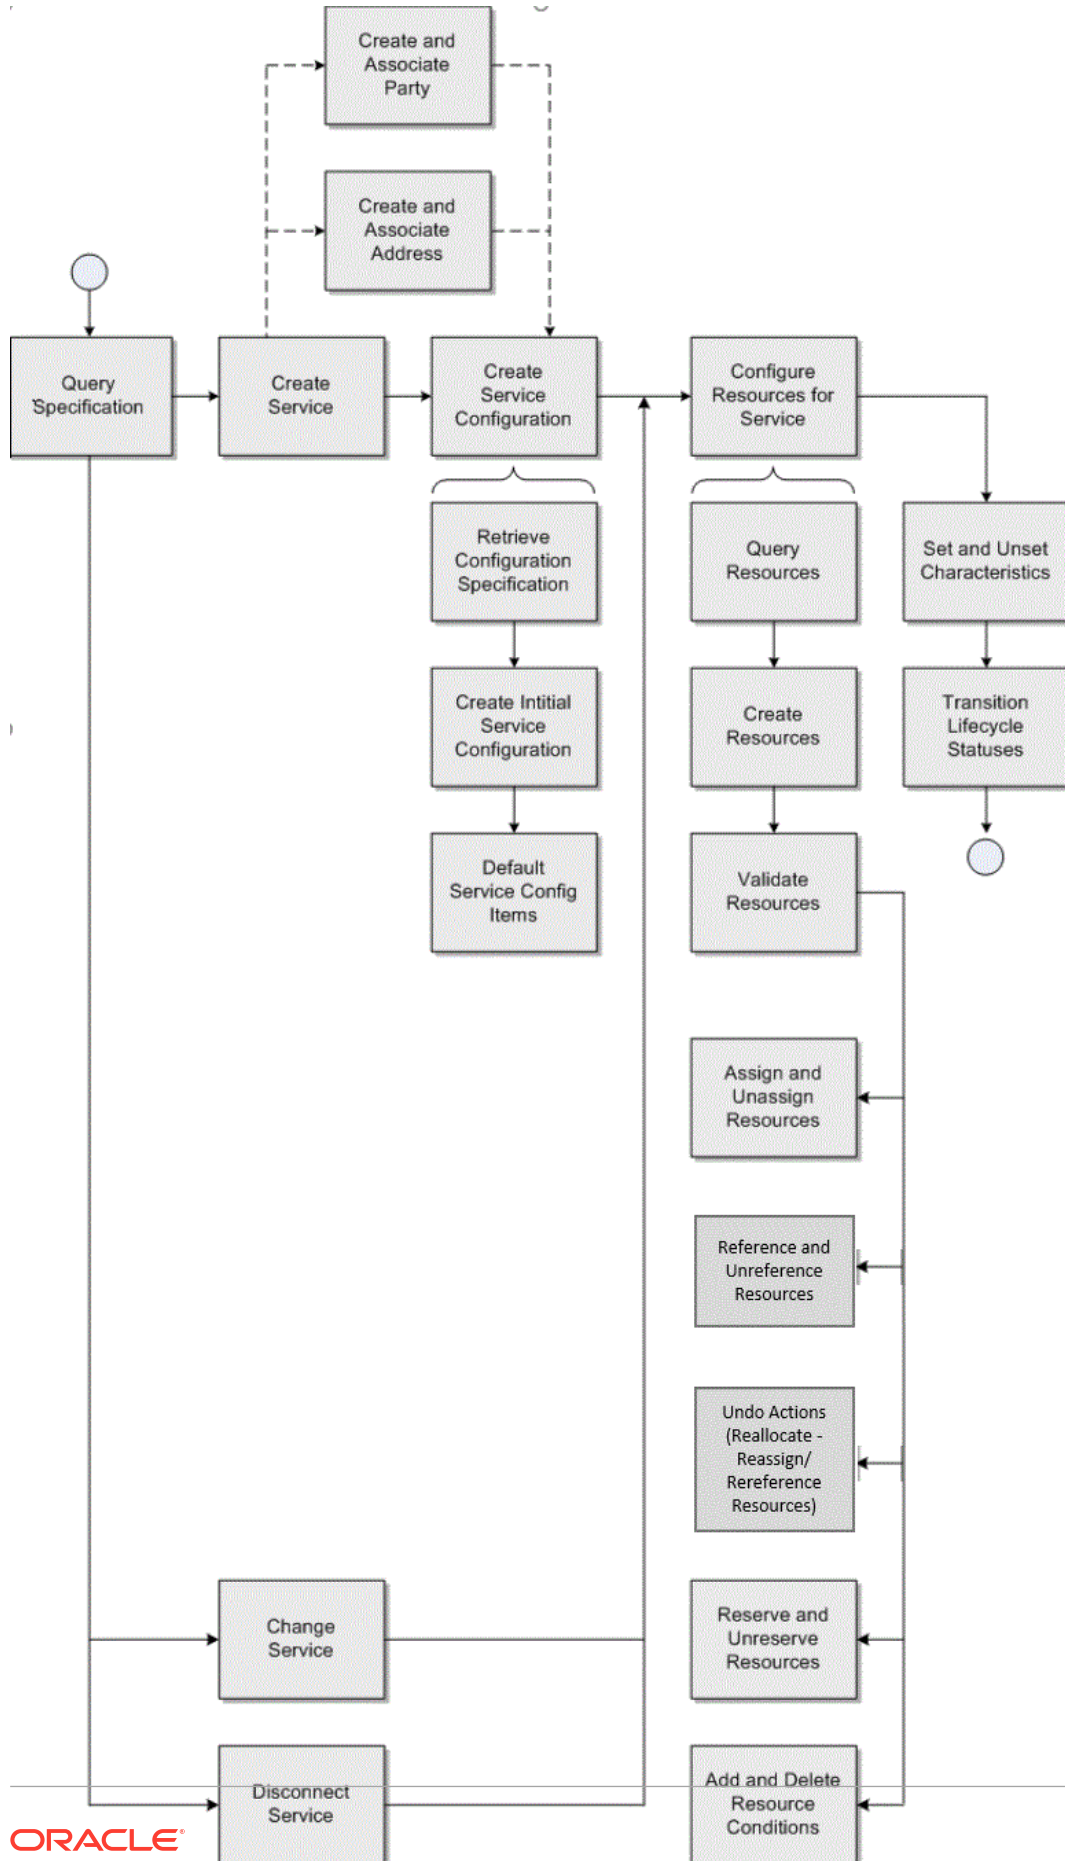 Create and
Associate
Party
Create and
Associate
Address
Query
Specification
Create
Service
Create
Service
Configuration
Configure
Resources for
Service
Retrieve
Configuration
Specification
Query
Resources
Set and Unset
Characteristics
Create Intitial
Service
Configuration
Create
Resources
Transition
Lifecycle
Statuses
Default
Service Config
Items
Validate
Resources
Assign and
Unassign
Resources
Reference and
Unreference
Resources
Undo Actions
(Reallocate -
Reassign/
Rereference
Resources)
Change
Service
Reserve and
Unreserve
Resources
Disconnect
Service
Add and Delete
Resource
Conditions
ORACLE